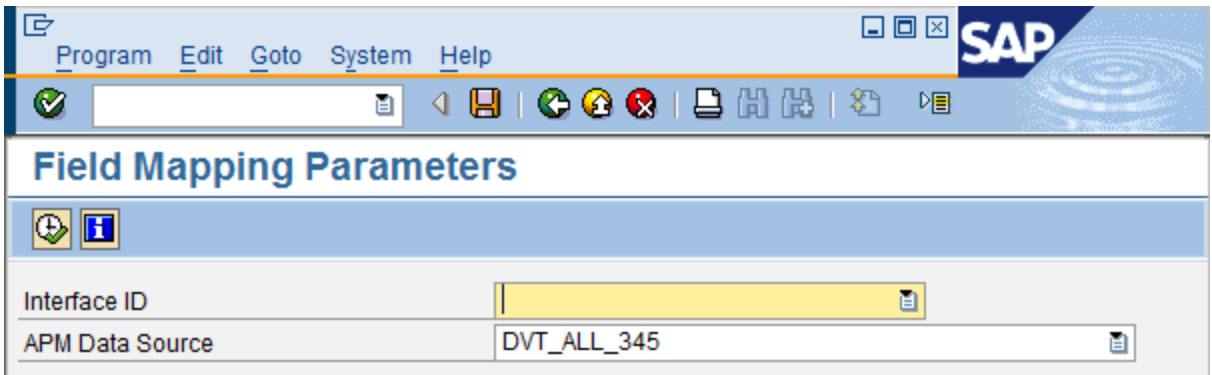 Program Edit Goto System Help
SAP
Field Mapping Parameters
Interface ID
APM Data Source DVT_ALL_345